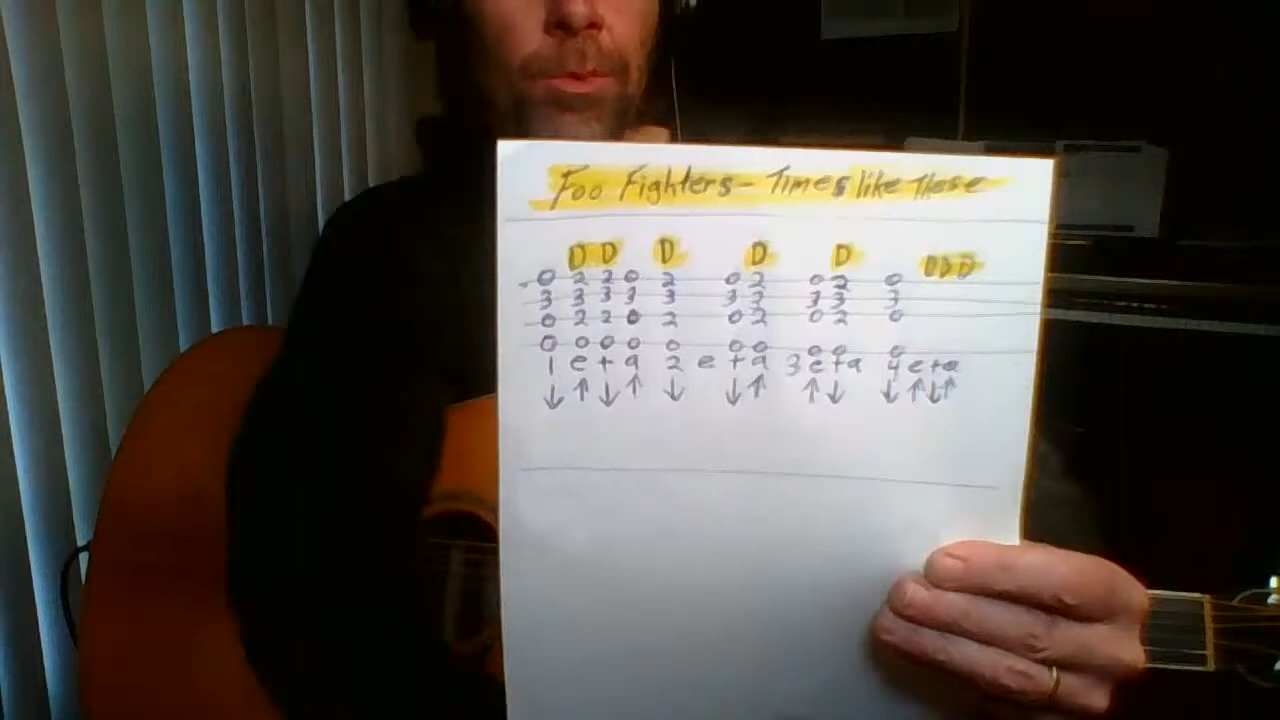 Foo Fighters - Times like These
D D D D D D D D
0 2 2 0 2 0 2 0 2 0
3 3 3 3 3 3 3 3 3 3
0 2 2 0 2 0 2 0 2 0
0 0 0 0 0 0 0 0 0 0
1 e + a 2 e + a 3 e + a 4 e + a
↓ ↑ ↓ ↑ ↓ ↓ ↑ ↑ ↓ ↓ ↑ ↓ ↑